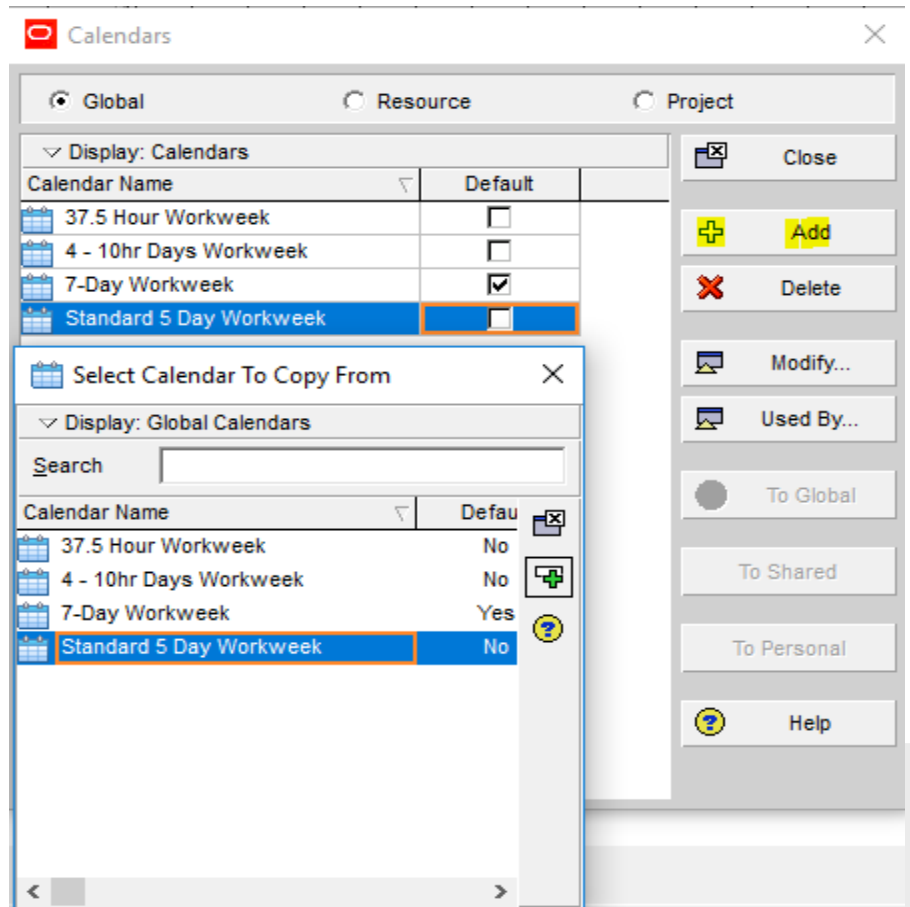 Calendars
Global Resource Project
Display: Calendars
Calendar Name Default
37.5 Hour Workweek
4 - 10hr Days Workweek
7-Day Workweek
Standard 5 Day Workweek
Close
Add
Delete
Modify...
Used By...
To Global
To Shared
To Personal
Help
Select Calendar To Copy From
Display: Global Calendars
Search
Calendar Name Defau
37.5 Hour Workweek No
4 - 10hr Days Workweek No
7-Day Workweek Yes
Standard 5 Day Workweek No